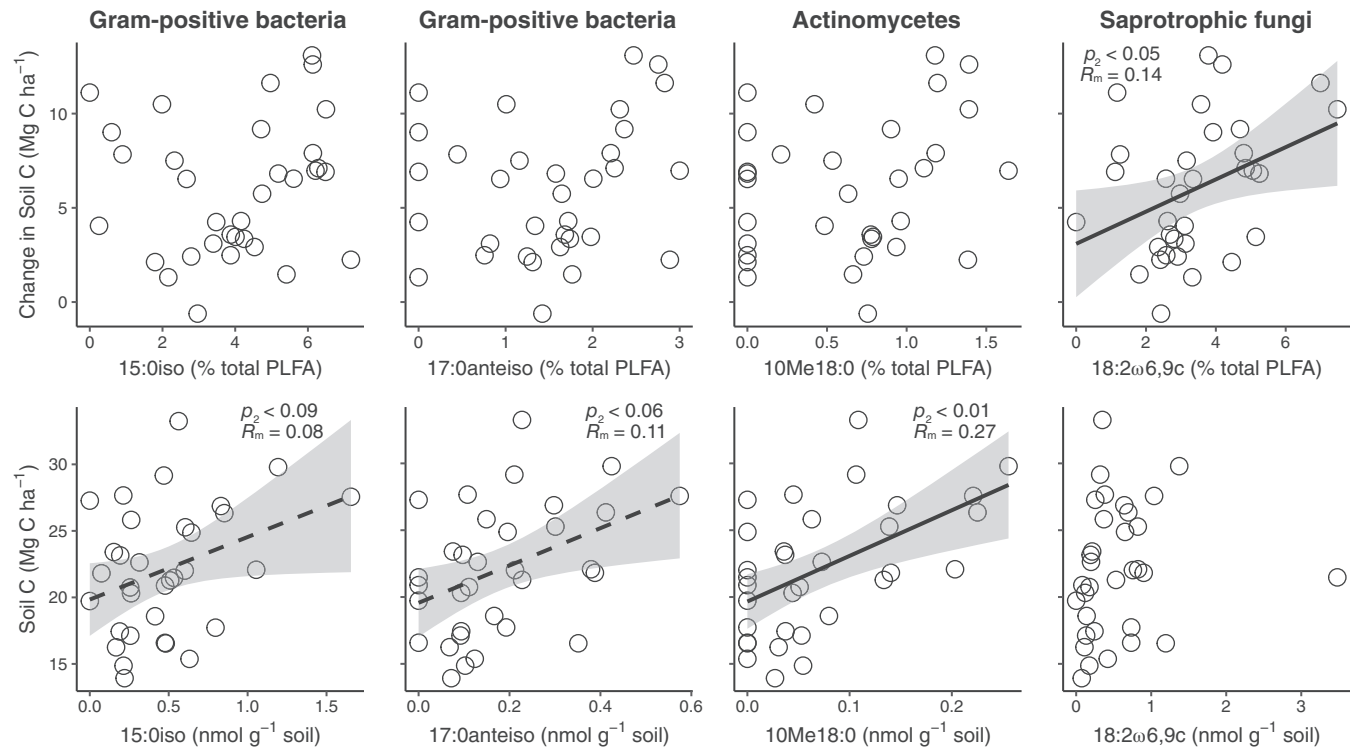 Gram-positive bacteria
Gram-positive bacteria
Actinomycetes
Saprotrophic fungi
Change in Soil C (Mg C ha⁻¹)
10
5
0
p₂ < 0.05
Rₘ = 0.14
0 2 4 6
0 1 2 3
0.0 0.5 1.0 1.5
0 2 4 6
15:0iso (% total PLFA)
17:0anteiso (% total PLFA)
10Me18:0 (% total PLFA)
18:2ω6,9c (% total PLFA)
Soil C (Mg C ha⁻¹)
30
25
20
15
p₂ < 0.09
Rₘ = 0.08
p₂ < 0.06
Rₘ = 0.11
p₂ < 0.01
Rₘ = 0.27
0.0 0.5 1.0 1.5
0.0 0.2 0.4 0.6
0.0 0.1 0.2
0 1 2 3
15:0iso (nmol g⁻¹ soil)
17:0anteiso (nmol g⁻¹ soil)
10Me18:0 (nmol g⁻¹ soil)
18:2ω6,9c (nmol g⁻¹ soil)